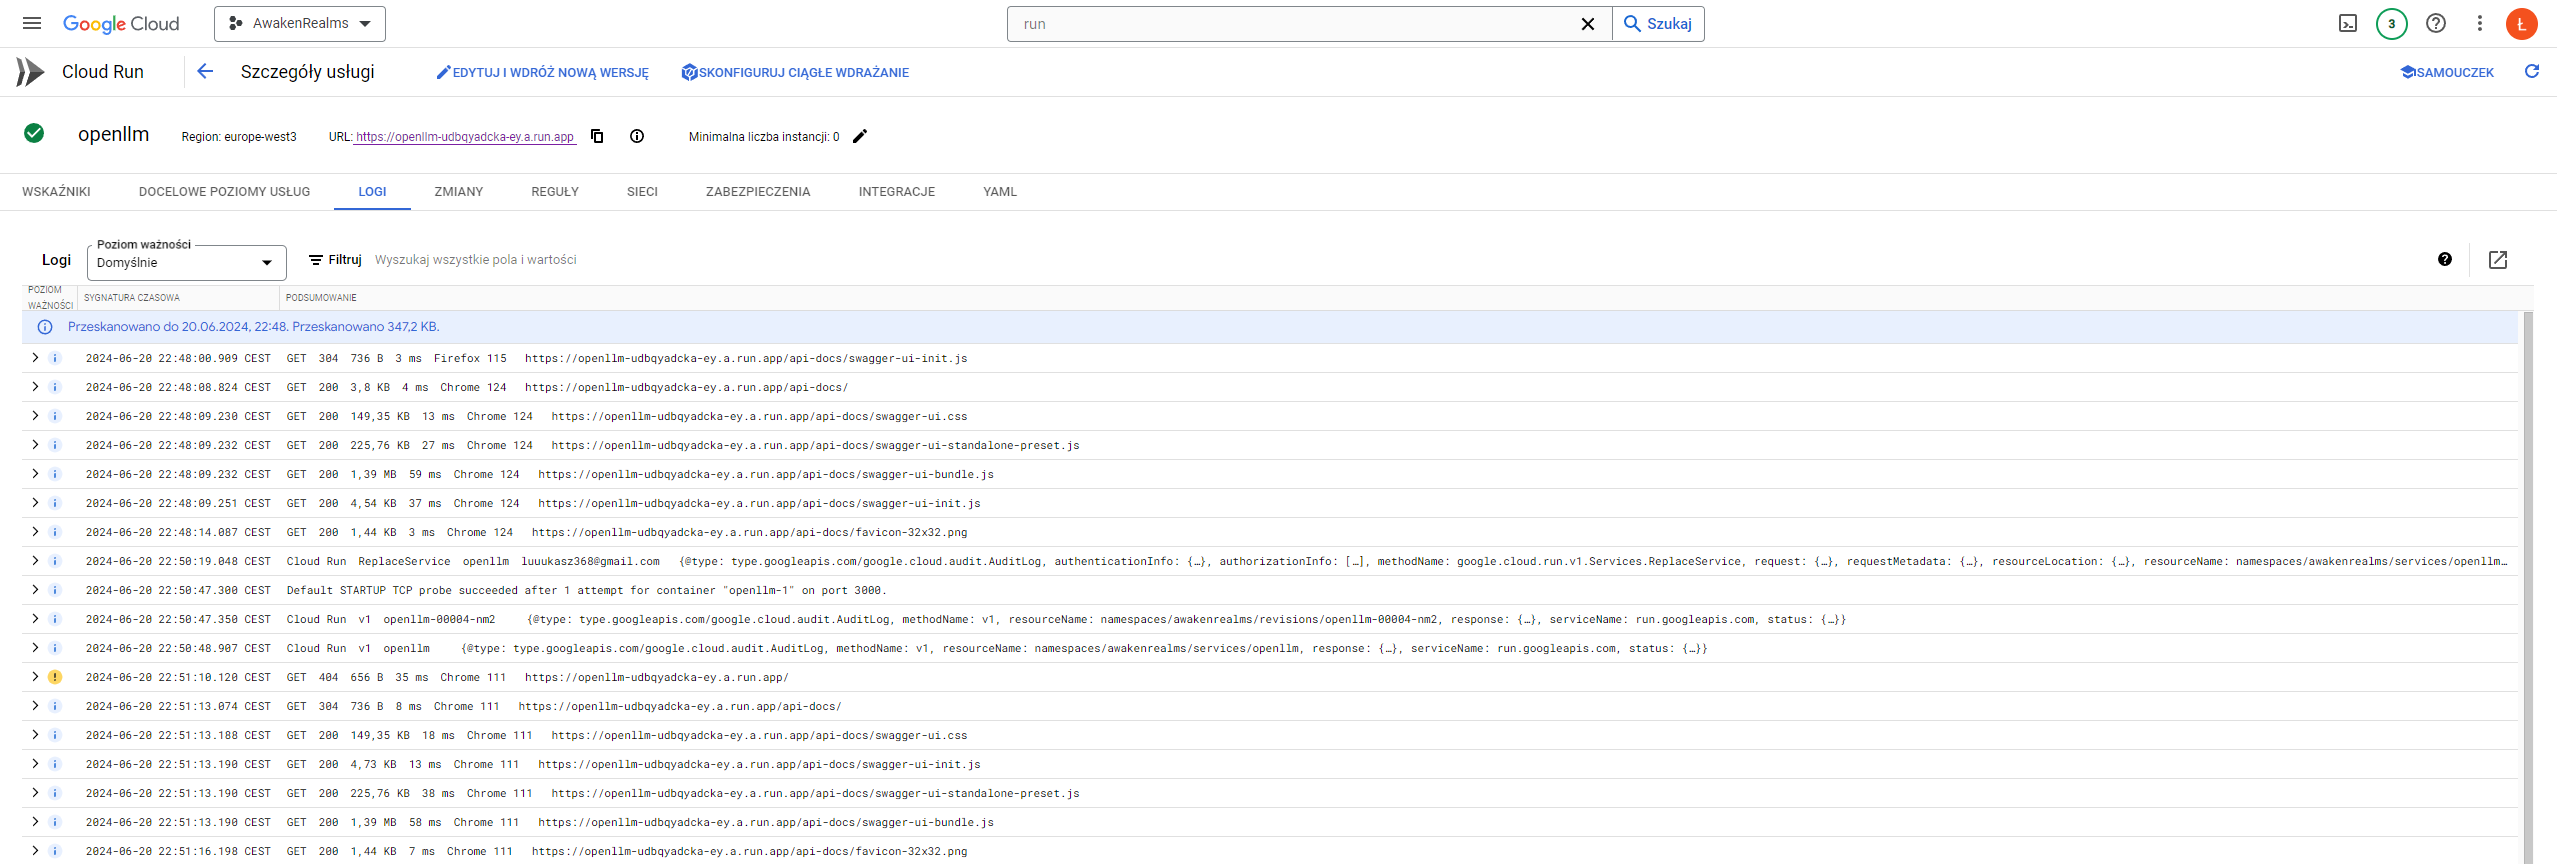 Google Cloud AwakenRealms run Szukaj 3 Ł
Cloud Run Szczegóły usługi EDYTUJ I WDRÓŻ NOWĄ WERSJĘ SKONFIGURUJ CIĄGŁE WDRAŻANIE SAMOUCZEK
openllm Region: europe-west3 URL: https://openllm-udbqyadcka-ey.a.run.app Minimalna liczba instancji: 0
WSKAŹNIKI DOCELOWE POZIOMY USŁUG LOGI ZMIANY REGUŁY SIECI ZABEZPIECZENIA INTEGRACJE YAML
Poziom ważności
Logi Domyślnie Filtruj Wyszukaj wszystkie pola i wartości
POZIOM WAŻNOŚCI SYGNATURA CZASOWA PODSUMOWANIE
Przeskanowano do 20.06.2024, 22:48. Przeskanowano 347,2 KB.
2024-06-20 22:48:00.909 CEST GET 304 736 B 3 ms Firefox 115 https://openllm-udbqyadcka-ey.a.run.app/api-docs/swagger-ui-init.js
2024-06-20 22:48:08.824 CEST GET 200 3,8 KB 4 ms Chrome 124 https://openllm-udbqyadcka-ey.a.run.app/api-docs/
2024-06-20 22:48:09.230 CEST GET 200 149,35 KB 13 ms Chrome 124 https://openllm-udbqyadcka-ey.a.run.app/api-docs/swagger-ui.css
2024-06-20 22:48:09.232 CEST GET 200 225,76 KB 27 ms Chrome 124 https://openllm-udbqyadcka-ey.a.run.app/api-docs/swagger-ui-standalone-preset.js
2024-06-20 22:48:09.232 CEST GET 200 1,39 MB 59 ms Chrome 124 https://openllm-udbqyadcka-ey.a.run.app/api-docs/swagger-ui-bundle.js
2024-06-20 22:48:09.251 CEST GET 200 4,54 KB 37 ms Chrome 124 https://openllm-udbqyadcka-ey.a.run.app/api-docs/swagger-ui-init.js
2024-06-20 22:48:14.087 CEST GET 200 1,44 KB 3 ms Chrome 124 https://openllm-udbqyadcka-ey.a.run.app/api-docs/favicon-32x32.png
2024-06-20 22:50:19.048 CEST Cloud Run ReplaceService openllm luuukasz368@gmail.com {@type: type.googleapis.com/google.cloud.audit.AuditLog, authenticationInfo: {…}, authorizationInfo: […], methodName: google.cloud.run.v1.Services.ReplaceService, request: {…}, requestMetadata: {…}, resourceLocation: {…}, resourceName: namespaces/awakenrealms/services/openllm…
2024-06-20 22:50:47.300 CEST Default STARTUP TCP probe succeeded after 1 attempt for container "openllm-1" on port 3000.
2024-06-20 22:50:47.350 CEST Cloud Run v1 openllm-00004-nm2 {@type: type.googleapis.com/google.cloud.audit.AuditLog, methodName: v1, resourceName: namespaces/awakenrealms/revisions/openllm-00004-nm2, response: {…}, serviceName: run.googleapis.com, status: {…}}
2024-06-20 22:50:48.907 CEST Cloud Run v1 openllm {@type: type.googleapis.com/google.cloud.audit.AuditLog, methodName: v1, resourceName: namespaces/awakenrealms/services/openllm, response: {…}, serviceName: run.googleapis.com, status: {…}}
2024-06-20 22:51:10.120 CEST GET 404 656 B 35 ms Chrome 111 https://openllm-udbqyadcka-ey.a.run.app/
2024-06-20 22:51:13.074 CEST GET 304 736 B 8 ms Chrome 111 https://openllm-udbqyadcka-ey.a.run.app/api-docs/
2024-06-20 22:51:13.188 CEST GET 200 149,35 KB 18 ms Chrome 111 https://openllm-udbqyadcka-ey.a.run.app/api-docs/swagger-ui.css
2024-06-20 22:51:13.190 CEST GET 200 4,73 KB 13 ms Chrome 111 https://openllm-udbqyadcka-ey.a.run.app/api-docs/swagger-ui-init.js
2024-06-20 22:51:13.190 CEST GET 200 225,76 KB 38 ms Chrome 111 https://openllm-udbqyadcka-ey.a.run.app/api-docs/swagger-ui-standalone-preset.js
2024-06-20 22:51:13.190 CEST GET 200 1,39 MB 58 ms Chrome 111 https://openllm-udbqyadcka-ey.a.run.app/api-docs/swagger-ui-bundle.js
2024-06-20 22:51:16.198 CEST GET 200 1,44 KB 7 ms Chrome 111 https://openllm-udbqyadcka-ey.a.run.app/api-docs/favicon-32x32.png